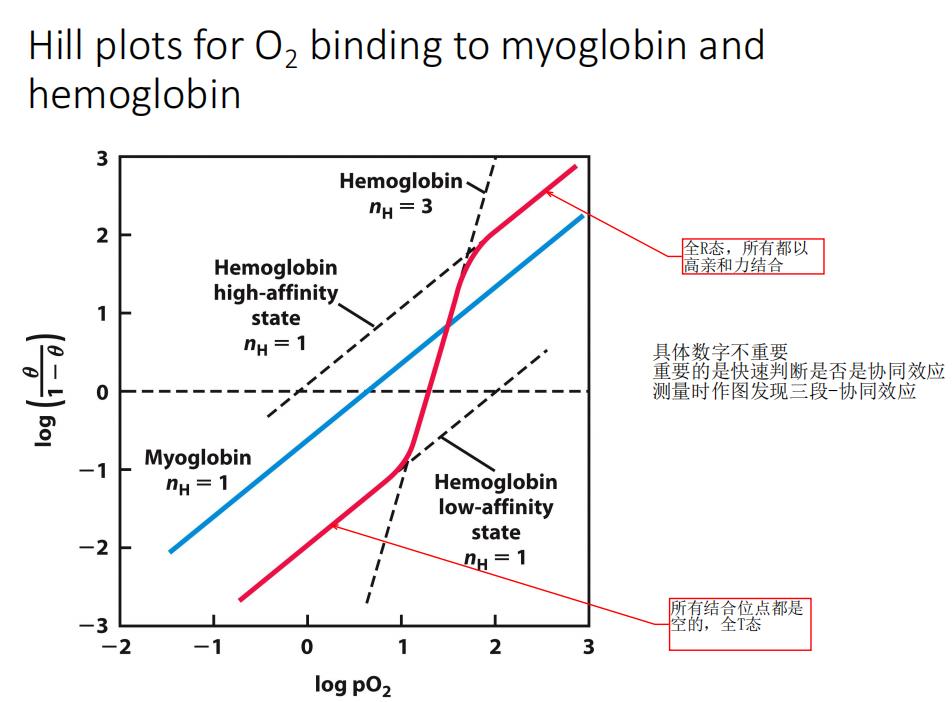 Hill plots for O₂ binding to myoglobin and
hemoglobin
3
2
1
0
−1
−2
−3
−2
−1
0
1
2
3
log (θ / 1 − θ)
log pO₂
Hemoglobin
nH = 3
Hemoglobin
high-affinity
state
nH = 1
Myoglobin
nH = 1
Hemoglobin
low-affinity
state
nH = 1
全R态，所有都以
高亲和力结合
具体数字不重要
重要的是快速判断是否是协同效应
测量时作图发现三段-协同效应
所有结合位点都是
空的，全T态